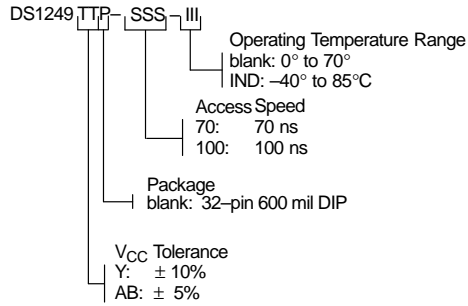 DS1249 TTP– SSS –III
Operating Temperature Range
blank: 0° to 70°
IND: –40° to 85°C
Access Speed
70: 70 ns
100: 100 ns
Package
blank: 32–pin 600 mil DIP
VCC Tolerance
Y: ± 10%
AB: ± 5%